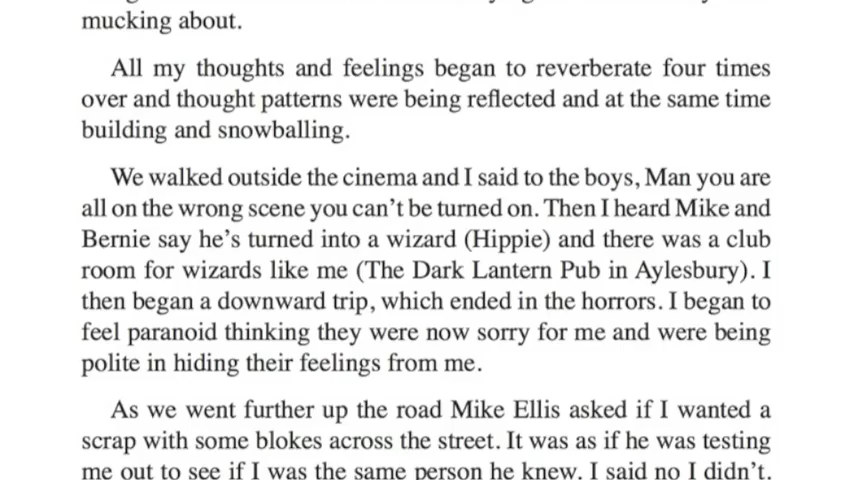 mucking about.
All my thoughts and feelings began to reverberate four times
over and thought patterns were being reflected and at the same time
building and snowballing.
We walked outside the cinema and I said to the boys, Man you are
all on the wrong scene you can’t be turned on. Then I heard Mike and
Bernie say he’s turned into a wizard (Hippie) and there was a club
room for wizards like me (The Dark Lantern Pub in Aylesbury). I
then began a downward trip, which ended in the horrors. I began to
feel paranoid thinking they were now sorry for me and were being
polite in hiding their feelings from me.
As we went further up the road Mike Ellis asked if I wanted a
scrap with some blokes across the street. It was as if he was testing
me out to see if I was the same person he knew. I said no I didn’t.